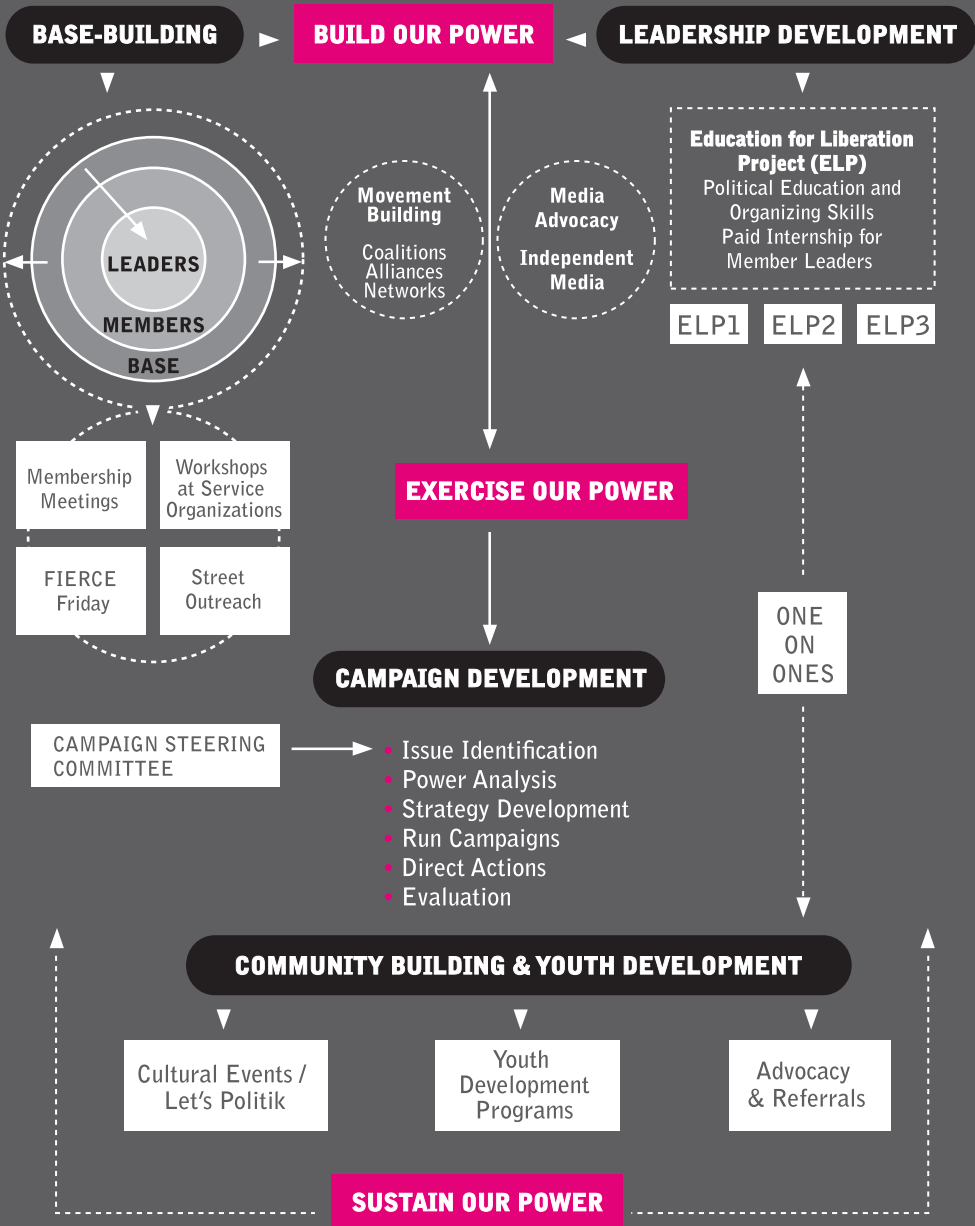 BASE-BUILDING
BUILD OUR POWER
LEADERSHIP DEVELOPMENT
LEADERS
MEMBERS
BASE
Movement
Building
Coalitions
Alliances
Networks
Media
Advocacy
Independent
Media
Education for Liberation
Project (ELP)
Political Education and
Organizing Skills
Paid Internship for
Member Leaders
ELP1
ELP2
ELP3
Membership
Meetings
Workshops
at Service
Organizations
FIERCE
Friday
Street
Outreach
EXERCISE OUR POWER
ONE
ON
ONES
CAMPAIGN DEVELOPMENT
CAMPAIGN STEERING
COMMITTEE
• Issue Identification
• Power Analysis
• Strategy Development
• Run Campaigns
• Direct Actions
• Evaluation
COMMUNITY BUILDING & YOUTH DEVELOPMENT
Cultural Events /
Let's Politik
Youth
Development
Programs
Advocacy
& Referrals
SUSTAIN OUR POWER